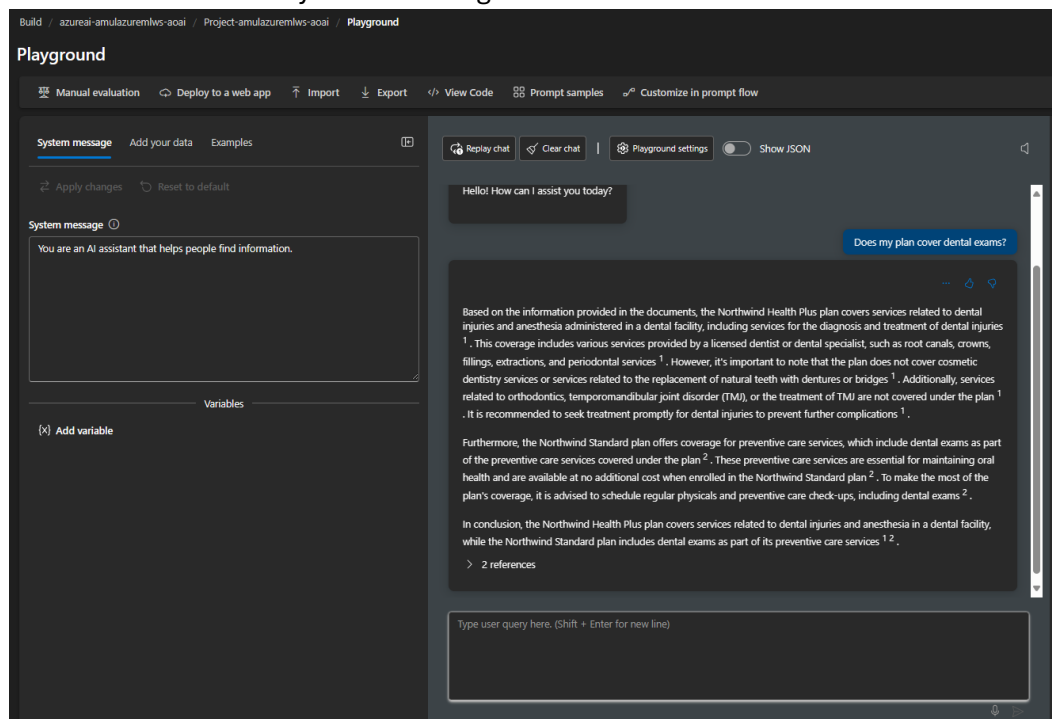 Build / azureai-amulazuremlws-aoai / Project-amulazuremlws-aoai / Playground
Playground
Manual evaluation Deploy to a web app Import Export View Code Prompt samples Customize in prompt flow
System message Add your data Examples
Apply changes Reset to default
System message
You are an AI assistant that helps people find information.
Variables
{x} Add variable
Replay chat Clear chat | Playground settings Show JSON
Hello! How can I assist you today?
Does my plan cover dental exams?
Based on the information provided in the documents, the Northwind Health Plus plan covers services related to dental
injuries and anesthesia administered in a dental facility, including services for the diagnosis and treatment of dental injuries
1 . This coverage includes various services provided by a licensed dentist or dental specialist, such as root canals, crowns,
fillings, extractions, and periodontal services 1 . However, it's important to note that the plan does not cover cosmetic
dentistry services or services related to the replacement of natural teeth with dentures or bridges 1 . Additionally, services
related to orthodontics, temporomandibular joint disorder (TMJ), or the treatment of TMJ are not covered under the plan 1
. It is recommended to seek treatment promptly for dental injuries to prevent further complications 1 .
Furthermore, the Northwind Standard plan offers coverage for preventive care services, which include dental exams as part
of the preventive care services covered under the plan 2 . These preventive care services are essential for maintaining oral
health and are available at no additional cost when enrolled in the Northwind Standard plan 2 . To make the most of the
plan's coverage, it is advised to schedule regular physicals and preventive care check-ups, including dental exams 2 .
In conclusion, the Northwind Health Plus plan covers services related to dental injuries and anesthesia in a dental facility,
while the Northwind Standard plan includes dental exams as part of its preventive care services 1 2 .
2 references
Type user query here. (Shift + Enter for new line)